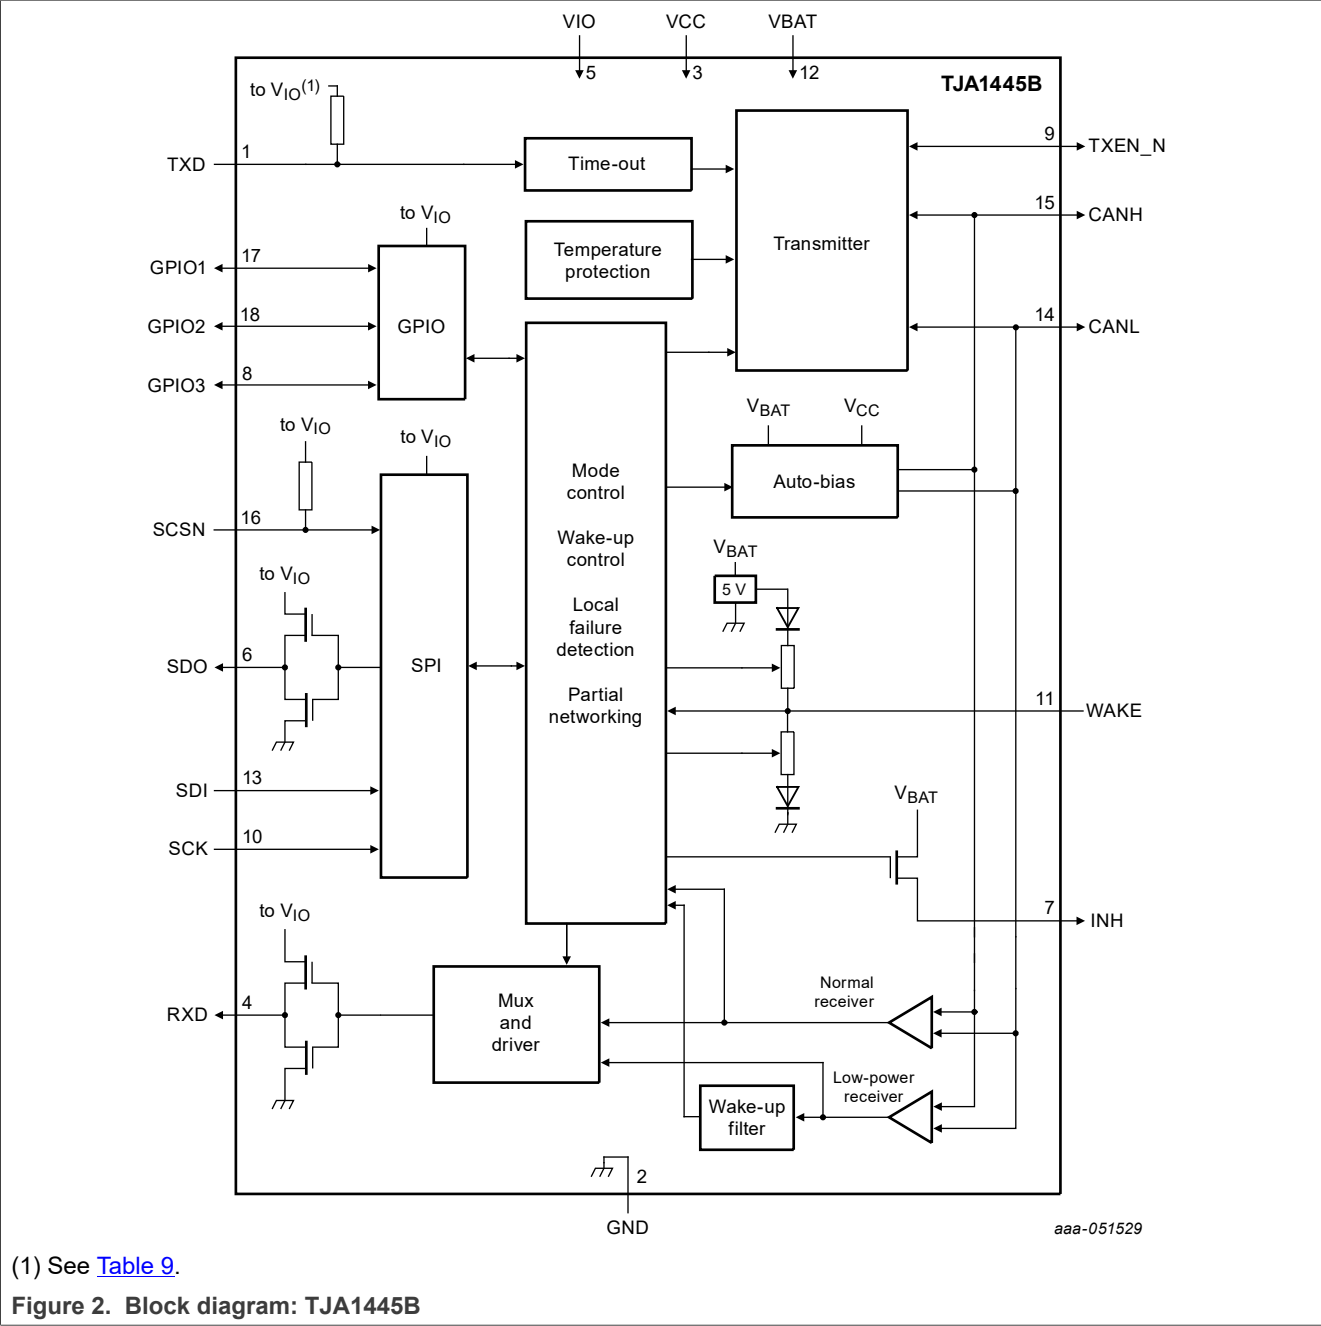 VIO VCC VBAT
5 3 12
TJA1445B
to VIO(1)
TXD 1
Time-out
9 TXEN_N
15 CANH
Transmitter
Temperature
protection
to VIO
GPIO1 17
GPIO2 18
GPIO
14 CANL
GPIO3 8
to VIO
to VIO
VBAT VCC
Auto-bias
SCSN 16
Mode
control
Wake-up
control
Local
failure
detection
Partial
networking
VBAT
5 V
to VIO
SDO 6
SPI
11 WAKE
SDI 13
SCK 10
VBAT
7 INH
to VIO
RXD 4
Mux
and
driver
Normal
receiver
Low-power
receiver
Wake-up
filter
2
GND
aaa-051529
(1) See Table 9.
Figure 2. Block diagram: TJA1445B